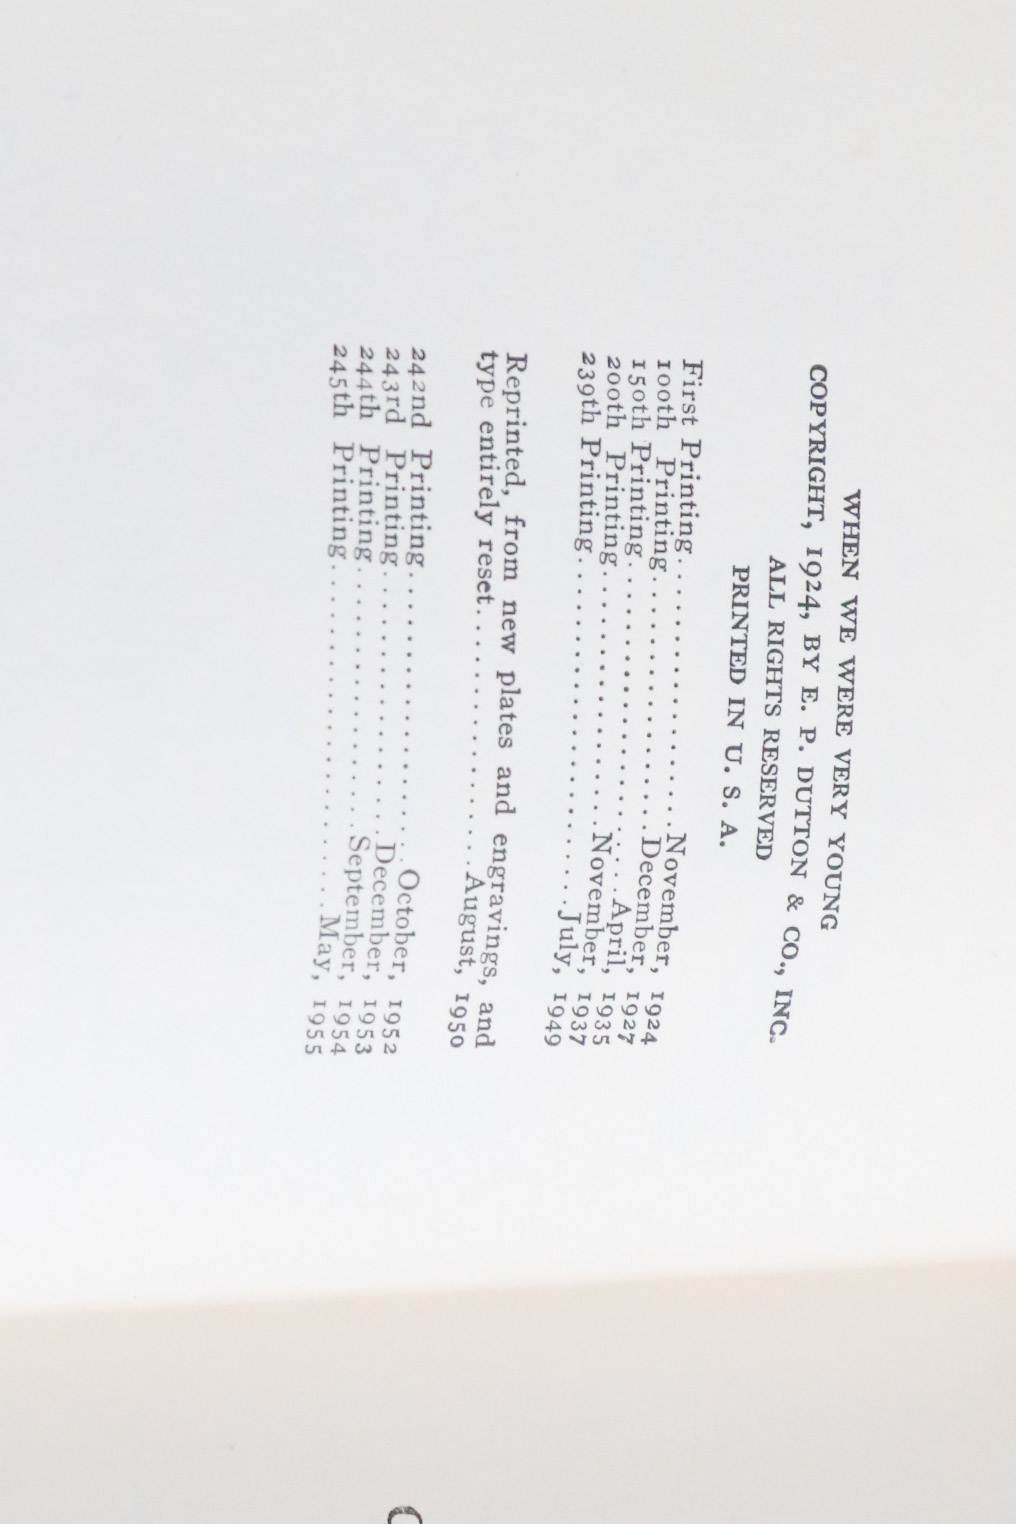 WHEN WE WERE VERY YOUNG
COPYRIGHT, 1924, BY E. P. DUTTON & CO., INC.
ALL RIGHTS RESERVED
PRINTED IN U. S. A.
First Printing....................November, 1924
100th Printing....................December, 1927
150th Printing....................April, 1935
200th Printing....................November, 1937
239th Printing....................July, 1949
Reprinted, from new plates and engravings, and
type entirely reset....................August, 1950
242nd Printing....................October, 1952
243rd Printing....................December, 1953
244th Printing....................September, 1954
245th Printing....................May, 1955